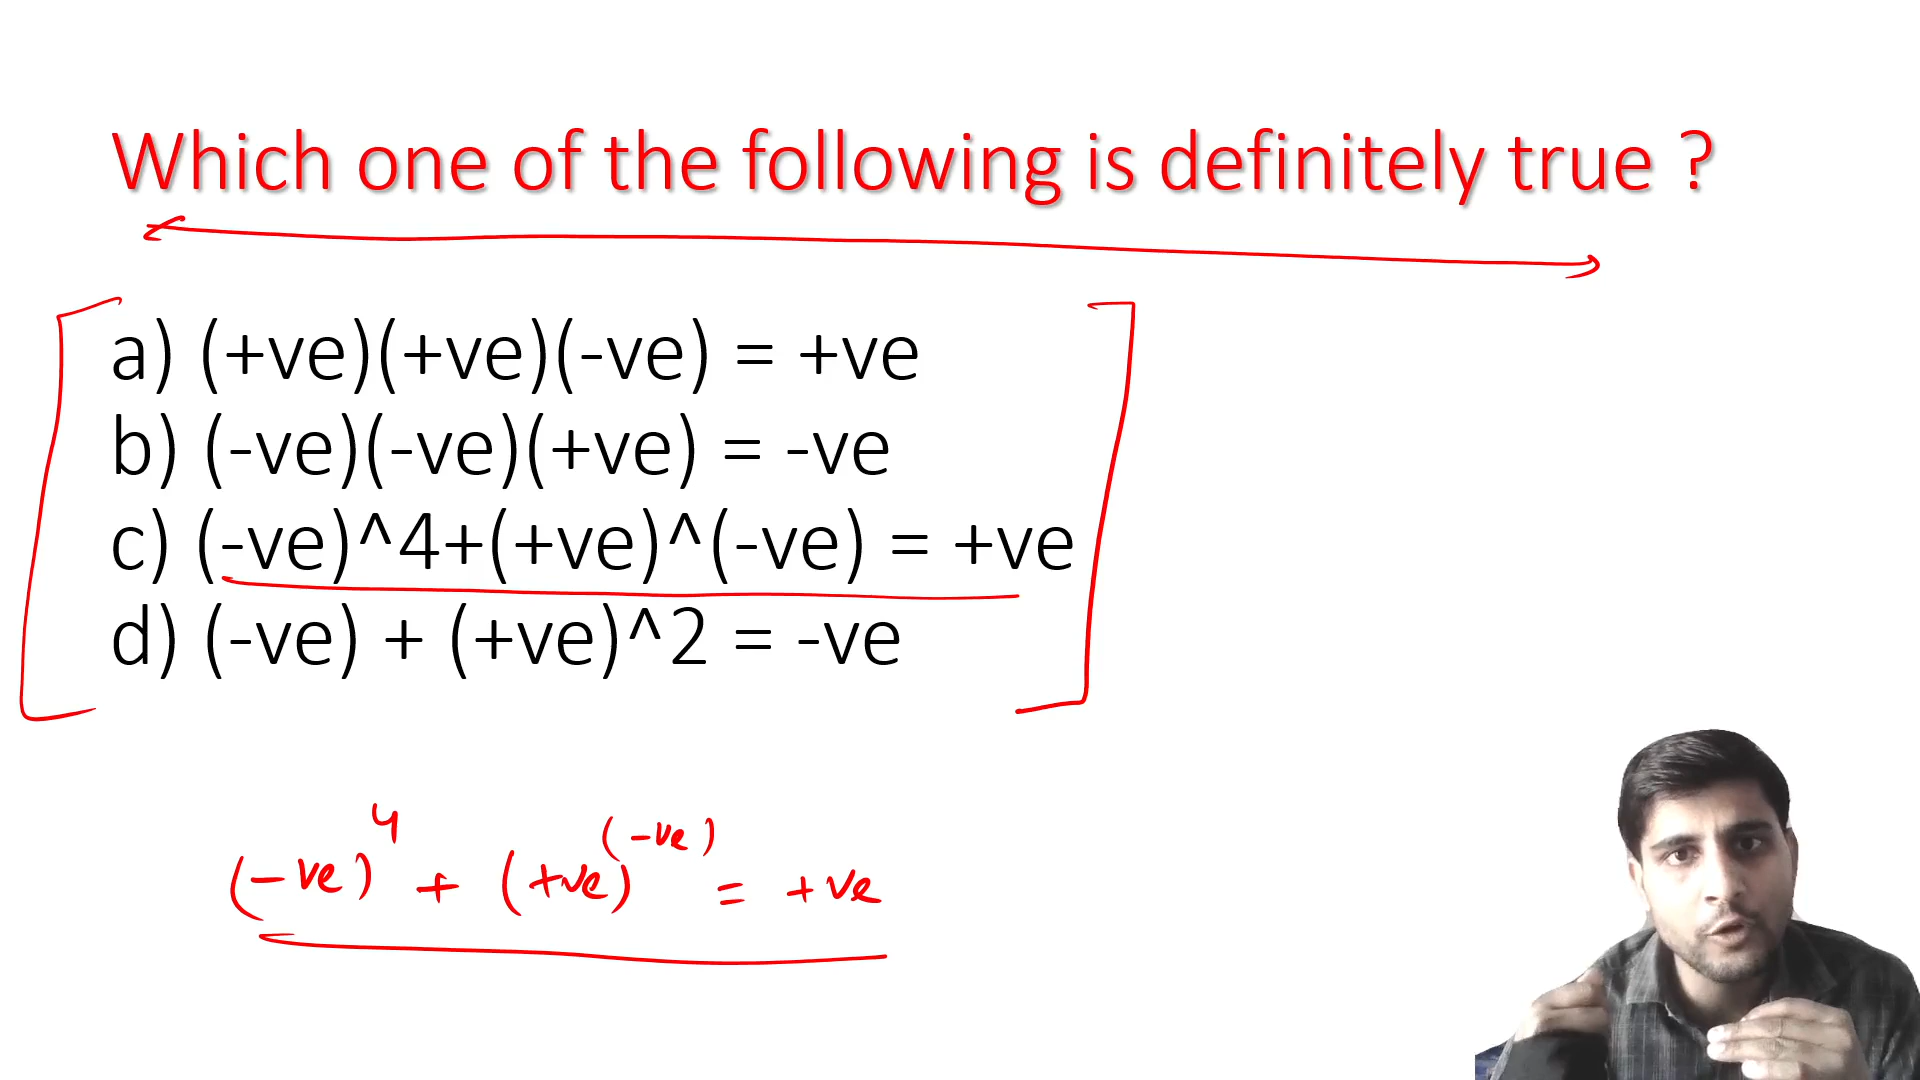 Which one of the following is definitely true ?
a) (+ve)(+ve)(-ve) = +ve
b) (-ve)(-ve)(+ve) = -ve
c) (-ve)^4+(+ve)^(-ve) = +ve
d) (-ve) + (+ve)^2 = -ve
(-ve)⁴ + (+ve)^(-ve) = +ve